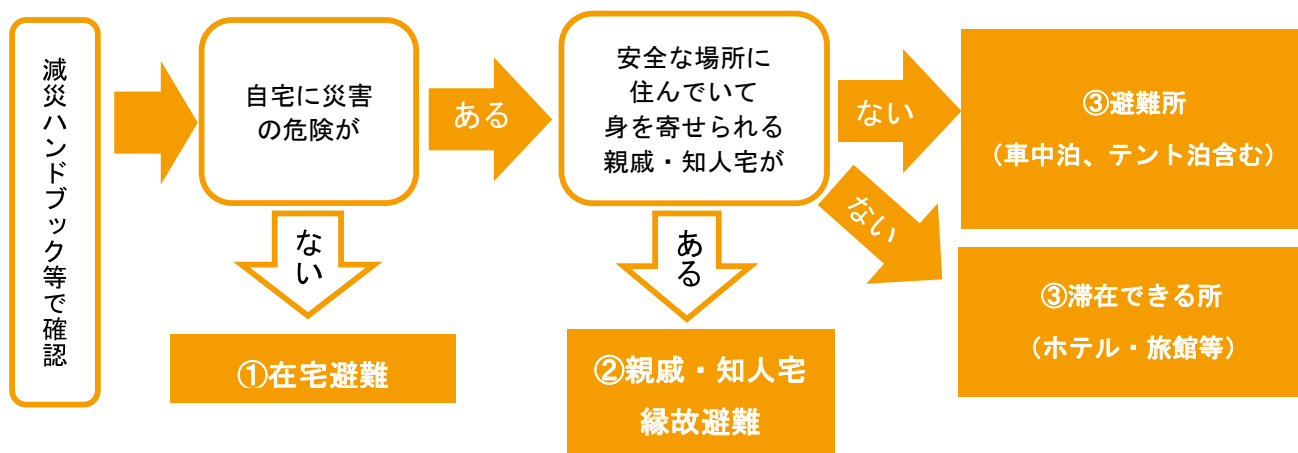 減災ハンドブック等で確認
自宅に災害
の危険が
ある
ない
①在宅避難
安全な場所に
住んでいて
身を寄せられる
親戚・知人宅が
ある
②親戚・知人宅
縁故避難
ない
③避難所
(車中泊、テント泊含む)
ない
③滞在できる所
(ホテル・旅館等)